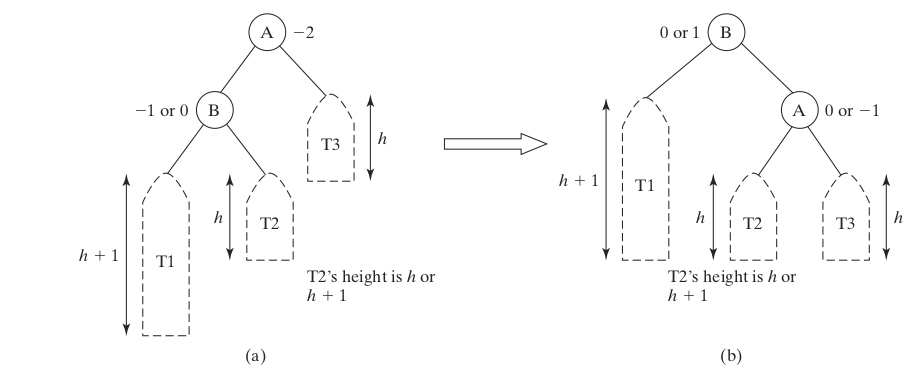 A −2
−1 or 0 B
T3
h
h + 1
T1
h
T2
T2's height is h or
h + 1
(a)
0 or 1 B
A 0 or −1
h + 1
T1
h
T2
T3
h
T2's height is h or
h + 1
(b)